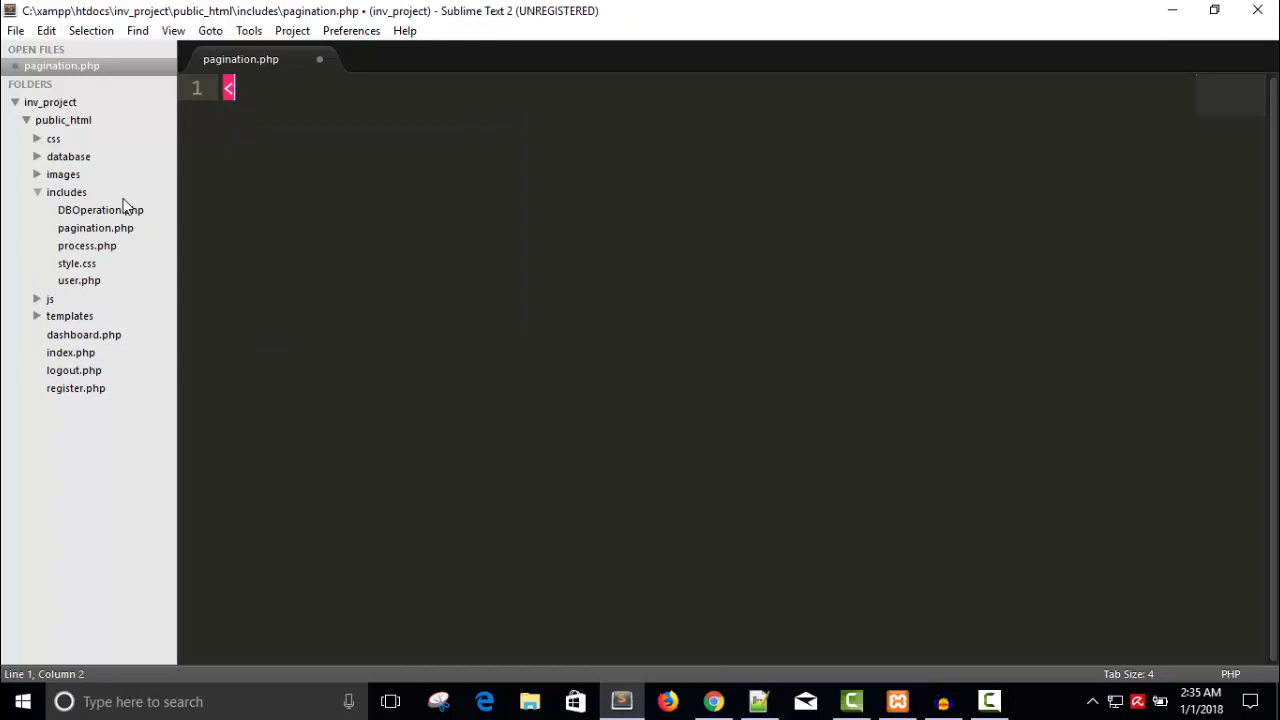 C:\xampp\htdocs\inv_project\public_html\includes\pagination.php • (inv_project) - Sublime Text 2 (UNREGISTERED)
File Edit Selection Find View Goto Tools Project Preferences Help
OPEN FILES
pagination.php
FOLDERS
inv_project
public_html
css
database
images
includes
DBOperation.php
pagination.php
process.php
style.css
user.php
js
templates
dashboard.php
index.php
logout.php
register.php
pagination.php
1 <
Line 1, Column 2
Tab Size: 4
PHP
Type here to search
2:35 AM
1/1/2018